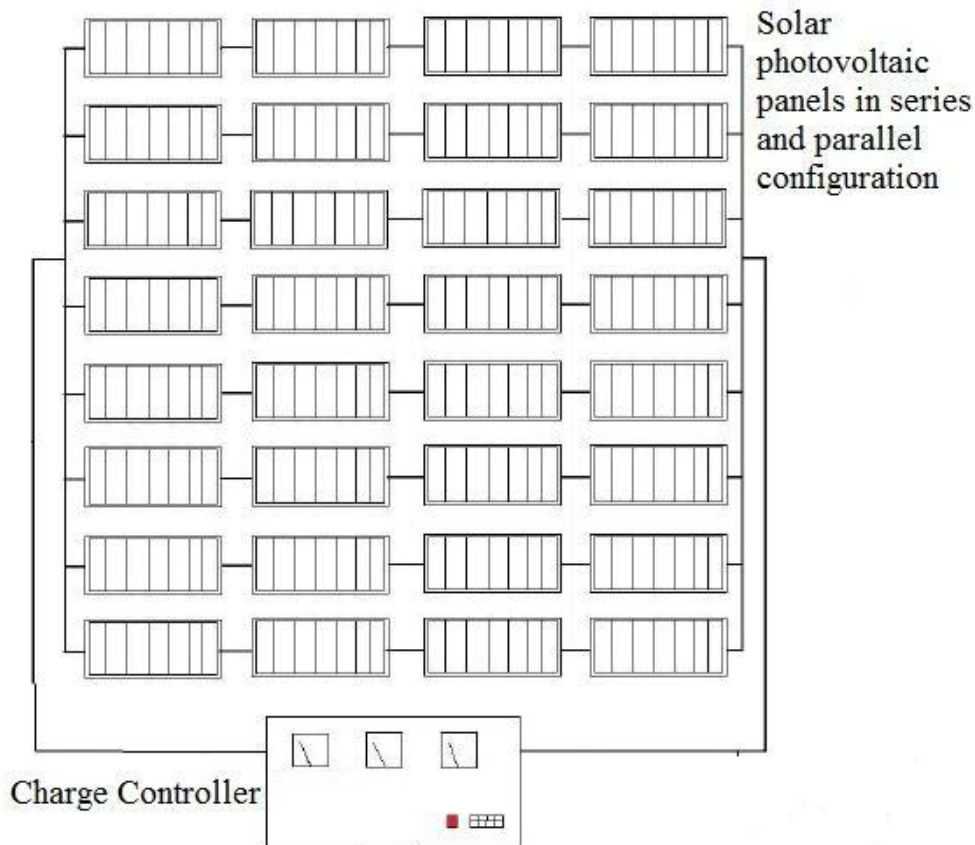 Solar
photovoltaic
panels in series
and parallel
configuration
Charge Controller